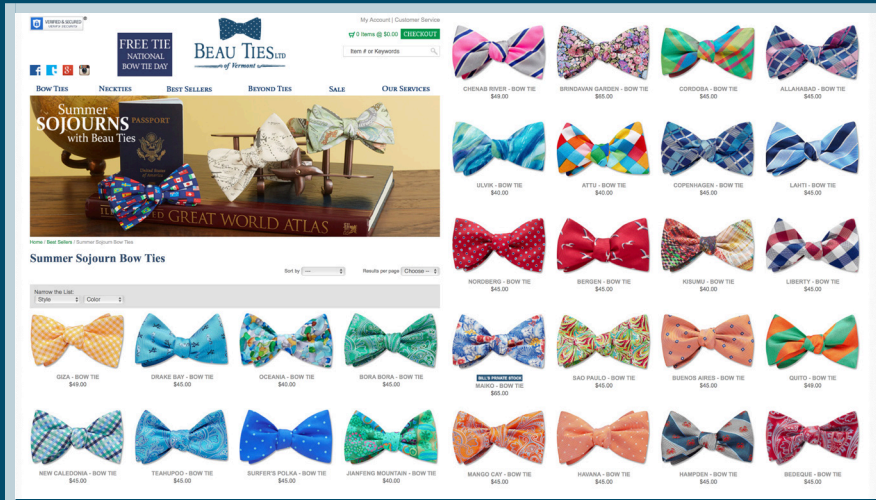 VERIFIED & SECURED
My Account | Customer Service
0 Items @ $0.00 CHECKOUT
Item # or Keywords
FREE TIE
NATIONAL
BOW TIE DAY
BEAU TIES LTD
of Vermont
BOW TIES NECKTIES BEST SELLERS BEYOND TIES SALE OUR SERVICES
Summer
SOJOURNS
with Beau Ties
PASSPORT
United States
of America
GREAT WORLD ATLAS
Home / Best Sellers / Summer Sojourn Bow Ties
Summer Sojourn Bow Ties
Sort by --- Results per page Choose --
Narrow the List:
Style Color
GIZA - BOW TIE
$49.00
DRAKE BAY - BOW TIE
$45.00
OCEANIA - BOW TIE
$40.00
BORA BORA - BOW TIE
$45.00
NEW CALEDONIA - BOW TIE
$45.00
TEAHUPOO - BOW TIE
$45.00
SURFER'S POLKA - BOW TIE
$45.00
JIANFENG MOUNTAIN - BOW TIE
$40.00
CHENAB RIVER - BOW TIE
$49.00
BRINDAVAN GARDEN - BOW TIE
$65.00
CORDOBA - BOW TIE
$45.00
ALLAHABAD - BOW TIE
$45.00
ULVIK - BOW TIE
$40.00
ATTU - BOW TIE
$40.00
COPENHAGEN - BOW TIE
$45.00
LAHTI - BOW TIE
$45.00
NORDBERG - BOW TIE
$45.00
BERGEN - BOW TIE
$45.00
KISUMU - BOW TIE
$40.00
LIBERTY - BOW TIE
$45.00
BILL'S PRIVATE STOCK
MAIKO - BOW TIE
$65.00
SAO PAULO - BOW TIE
$45.00
BUENOS AIRES - BOW TIE
$45.00
QUITO - BOW TIE
$49.00
MANGO CAY - BOW TIE
$45.00
HAVANA - BOW TIE
$45.00
HAMPDEN - BOW TIE
$45.00
BEDEQUE - BOW TIE
$45.00